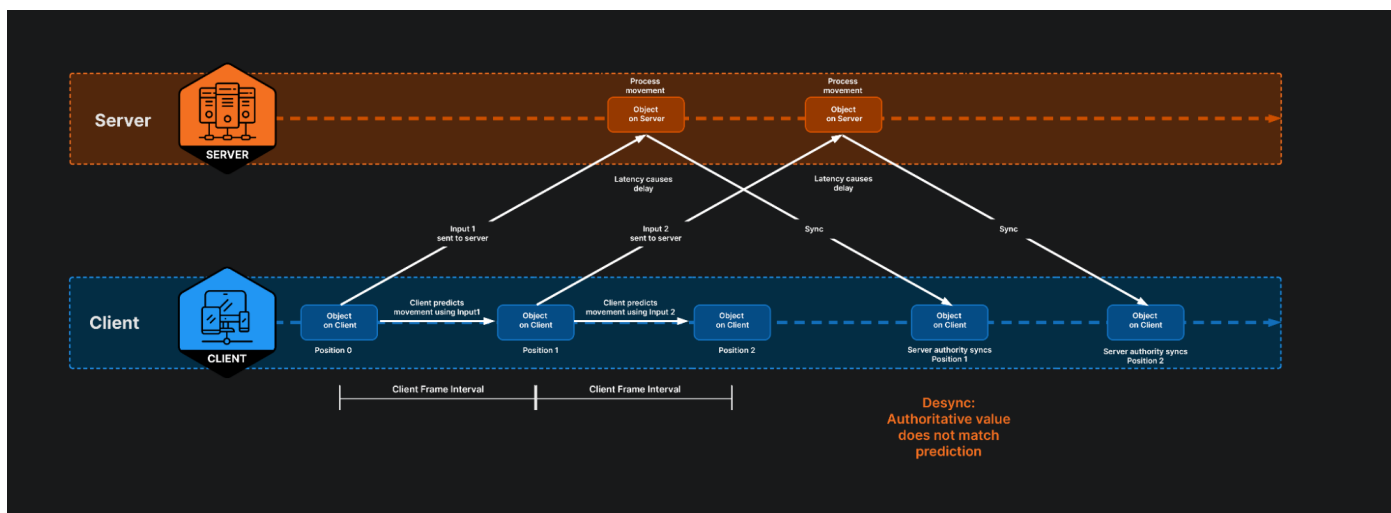 Process
movement
Process
movement
Object
on Server
Object
on Server
Server
SERVER
Latency causes
delay
Latency causes
delay
Input 1
sent to server
Input 2
sent to server
Sync
Sync
Client predicts
movement using Input1
Client predicts
movement using Input 2
Object
on Client
Object
on Client
Object
on Client
Object
on Client
Object
on Client
Client
CLIENT
Position 0
Position 1
Position 2
Server authority syncs
Position 1
Server authority syncs
Position 2
Client Frame Interval
Client Frame Interval
Desync:
Authoritative value
does not match
prediction